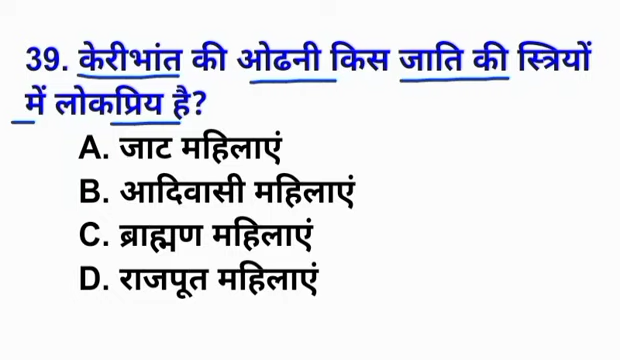 39. केरीभांत की ओढनी किस जाति की स्त्रियों
में लोकप्रिय है?
A. जाट महिलाएं
B. आदिवासी महिलाएं
C. ब्राह्मण महिलाएं
D. राजपूत महिलाएं